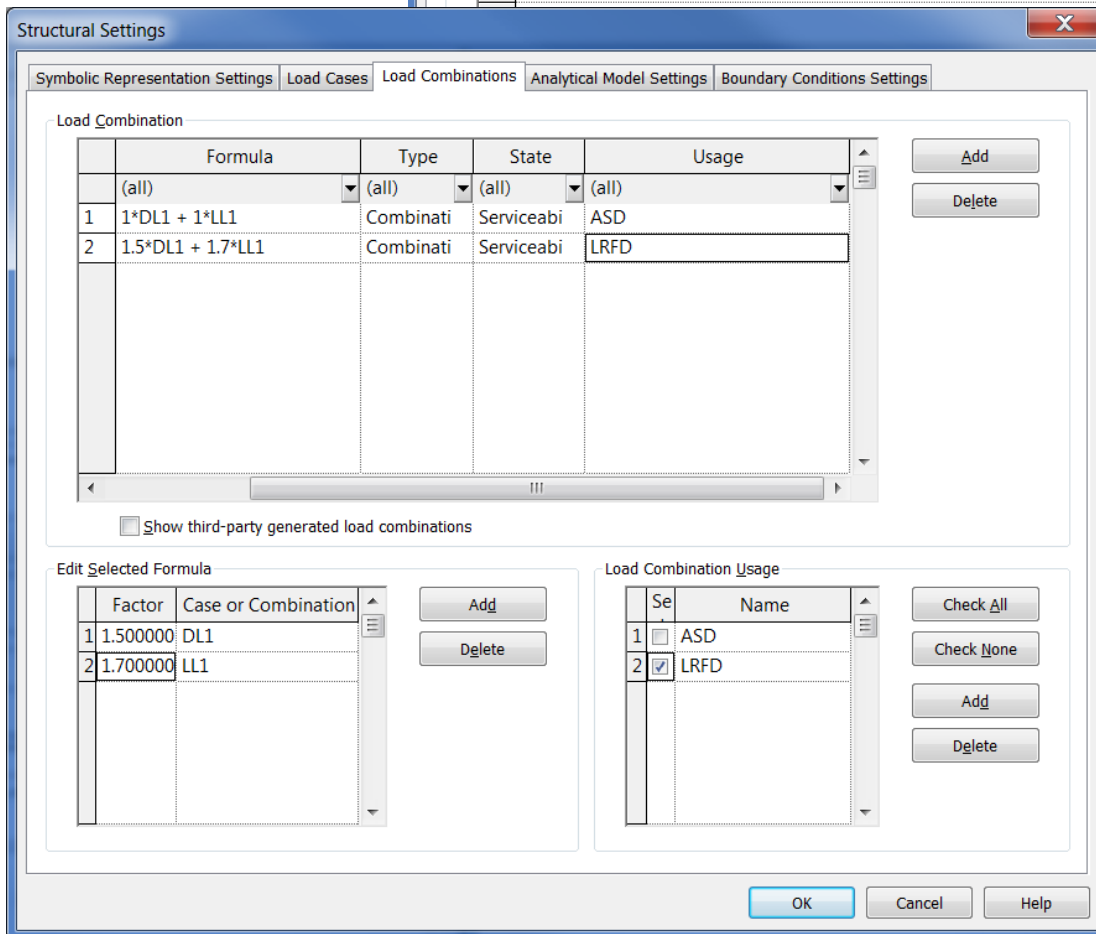 Structural Settings
X
Symbolic Representation Settings Load Cases Load Combinations Analytical Model Settings Boundary Conditions Settings
Load Combination
Formula Type State Usage
(all) (all) (all) (all)
1 1*DL1 + 1*LL1 Combinati Serviceabi ASD
2 1.5*DL1 + 1.7*LL1 Combinati Serviceabi LRFD
Add
Delete
Show third-party generated load combinations
Edit Selected Formula
Factor Case or Combination
1 1.500000 DL1
2 1.700000 LL1
Add
Delete
Load Combination Usage
Se Name
1 ASD
2 LRFD
Check All
Check None
Add
Delete
OK Cancel Help